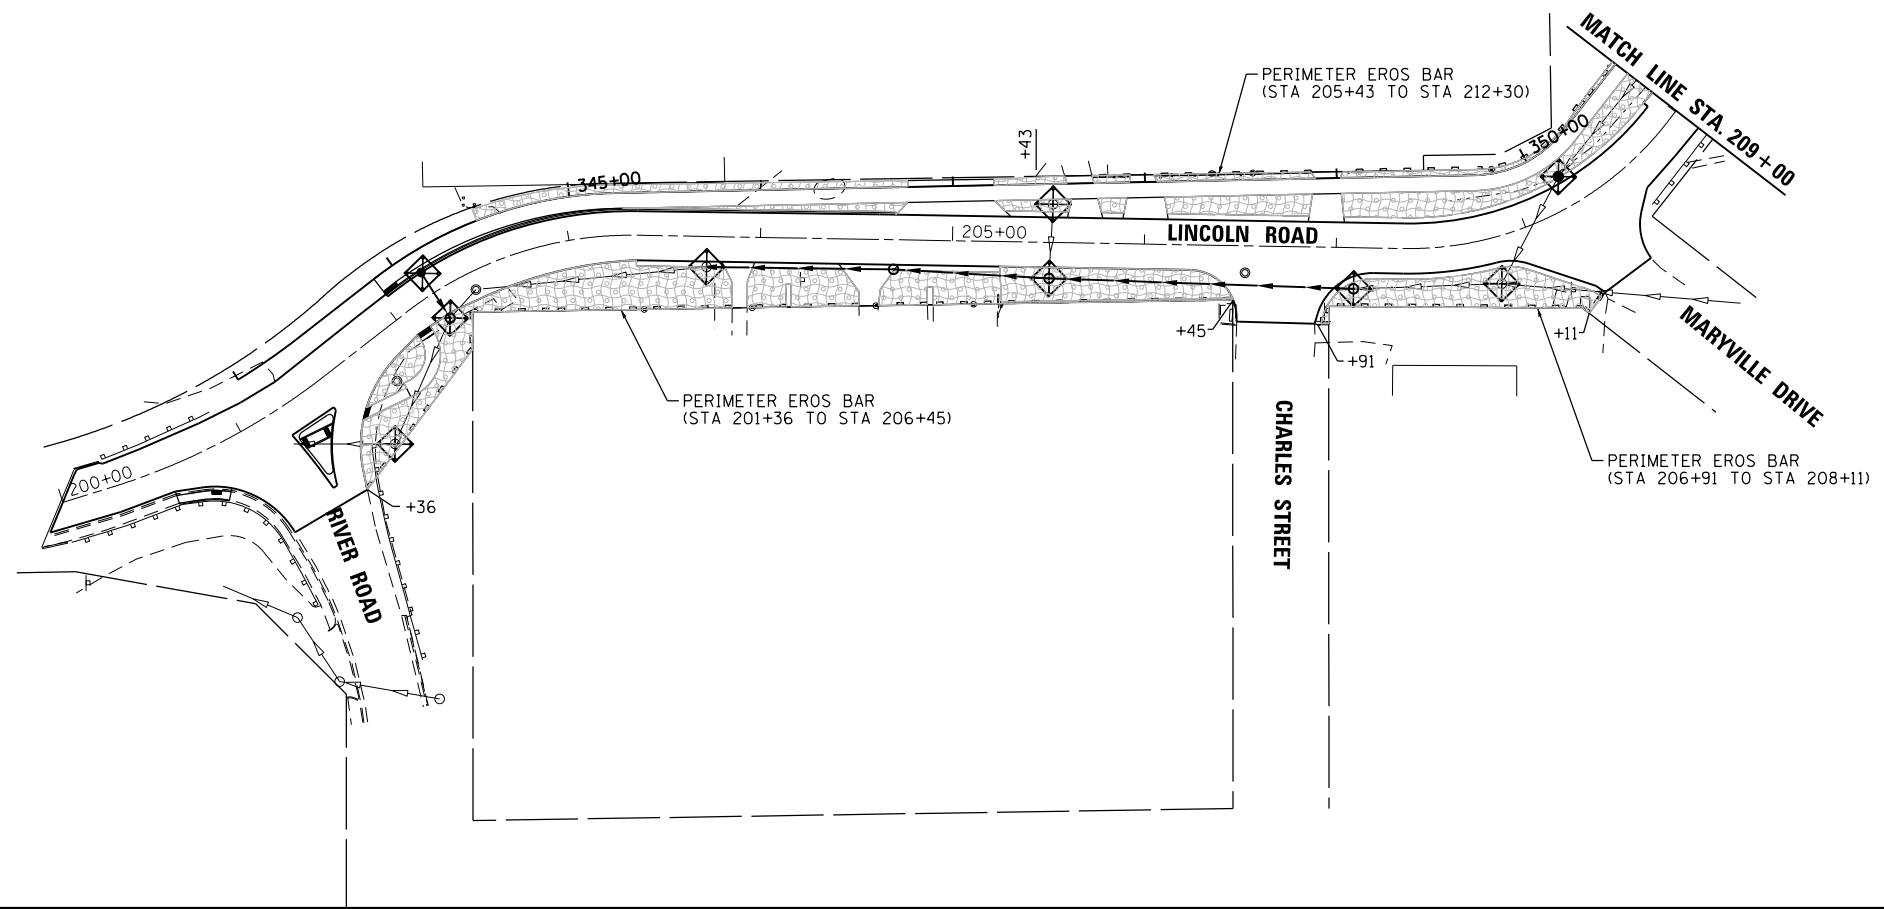 MATCH LINE STA. 209+00
PERIMETER EROS BAR
(STA 205+43 TO STA 212+30)
350+00
+43
345+00
205+00
LINCOLN ROAD
+45
+91
+11
MARYVILLE DRIVE
PERIMETER EROS BAR
(STA 201+36 TO STA 206+45)
CHARLES STREET
PERIMETER EROS BAR
(STA 206+91 TO STA 208+11)
200+00
+36
RIVER ROAD